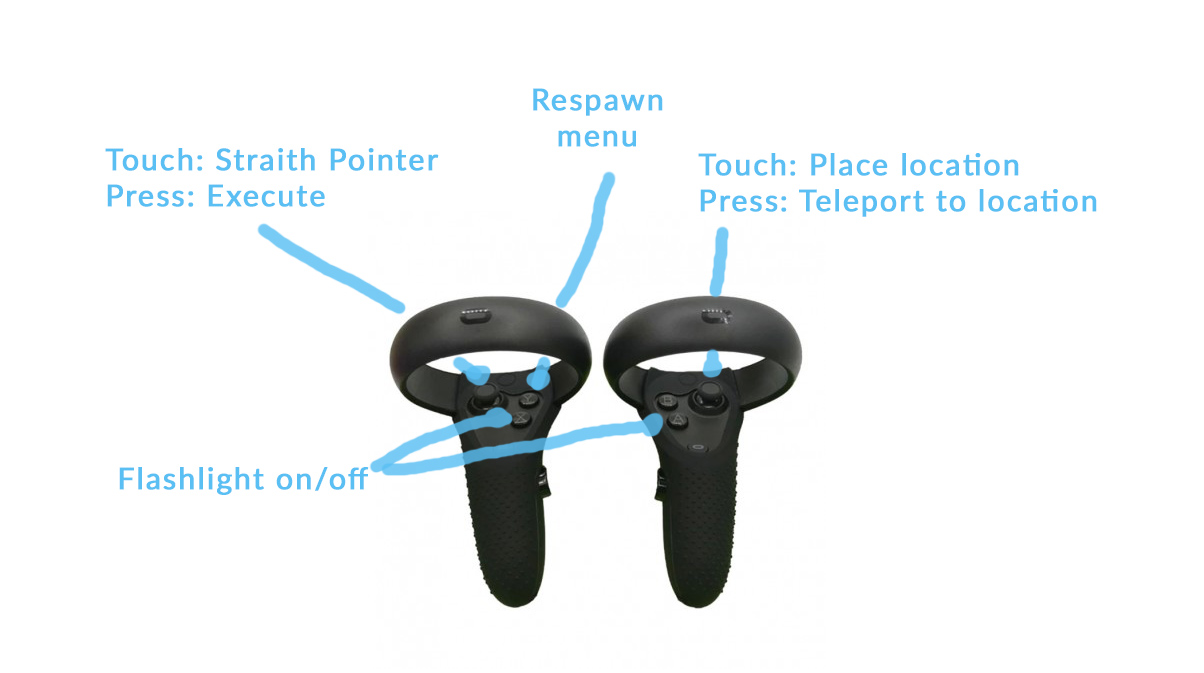 Respawn
menu
Touch: Straith Pointer
Press: Execute
Touch: Place location
Press: Teleport to location
Y
X
B
A
Flashlight on/off